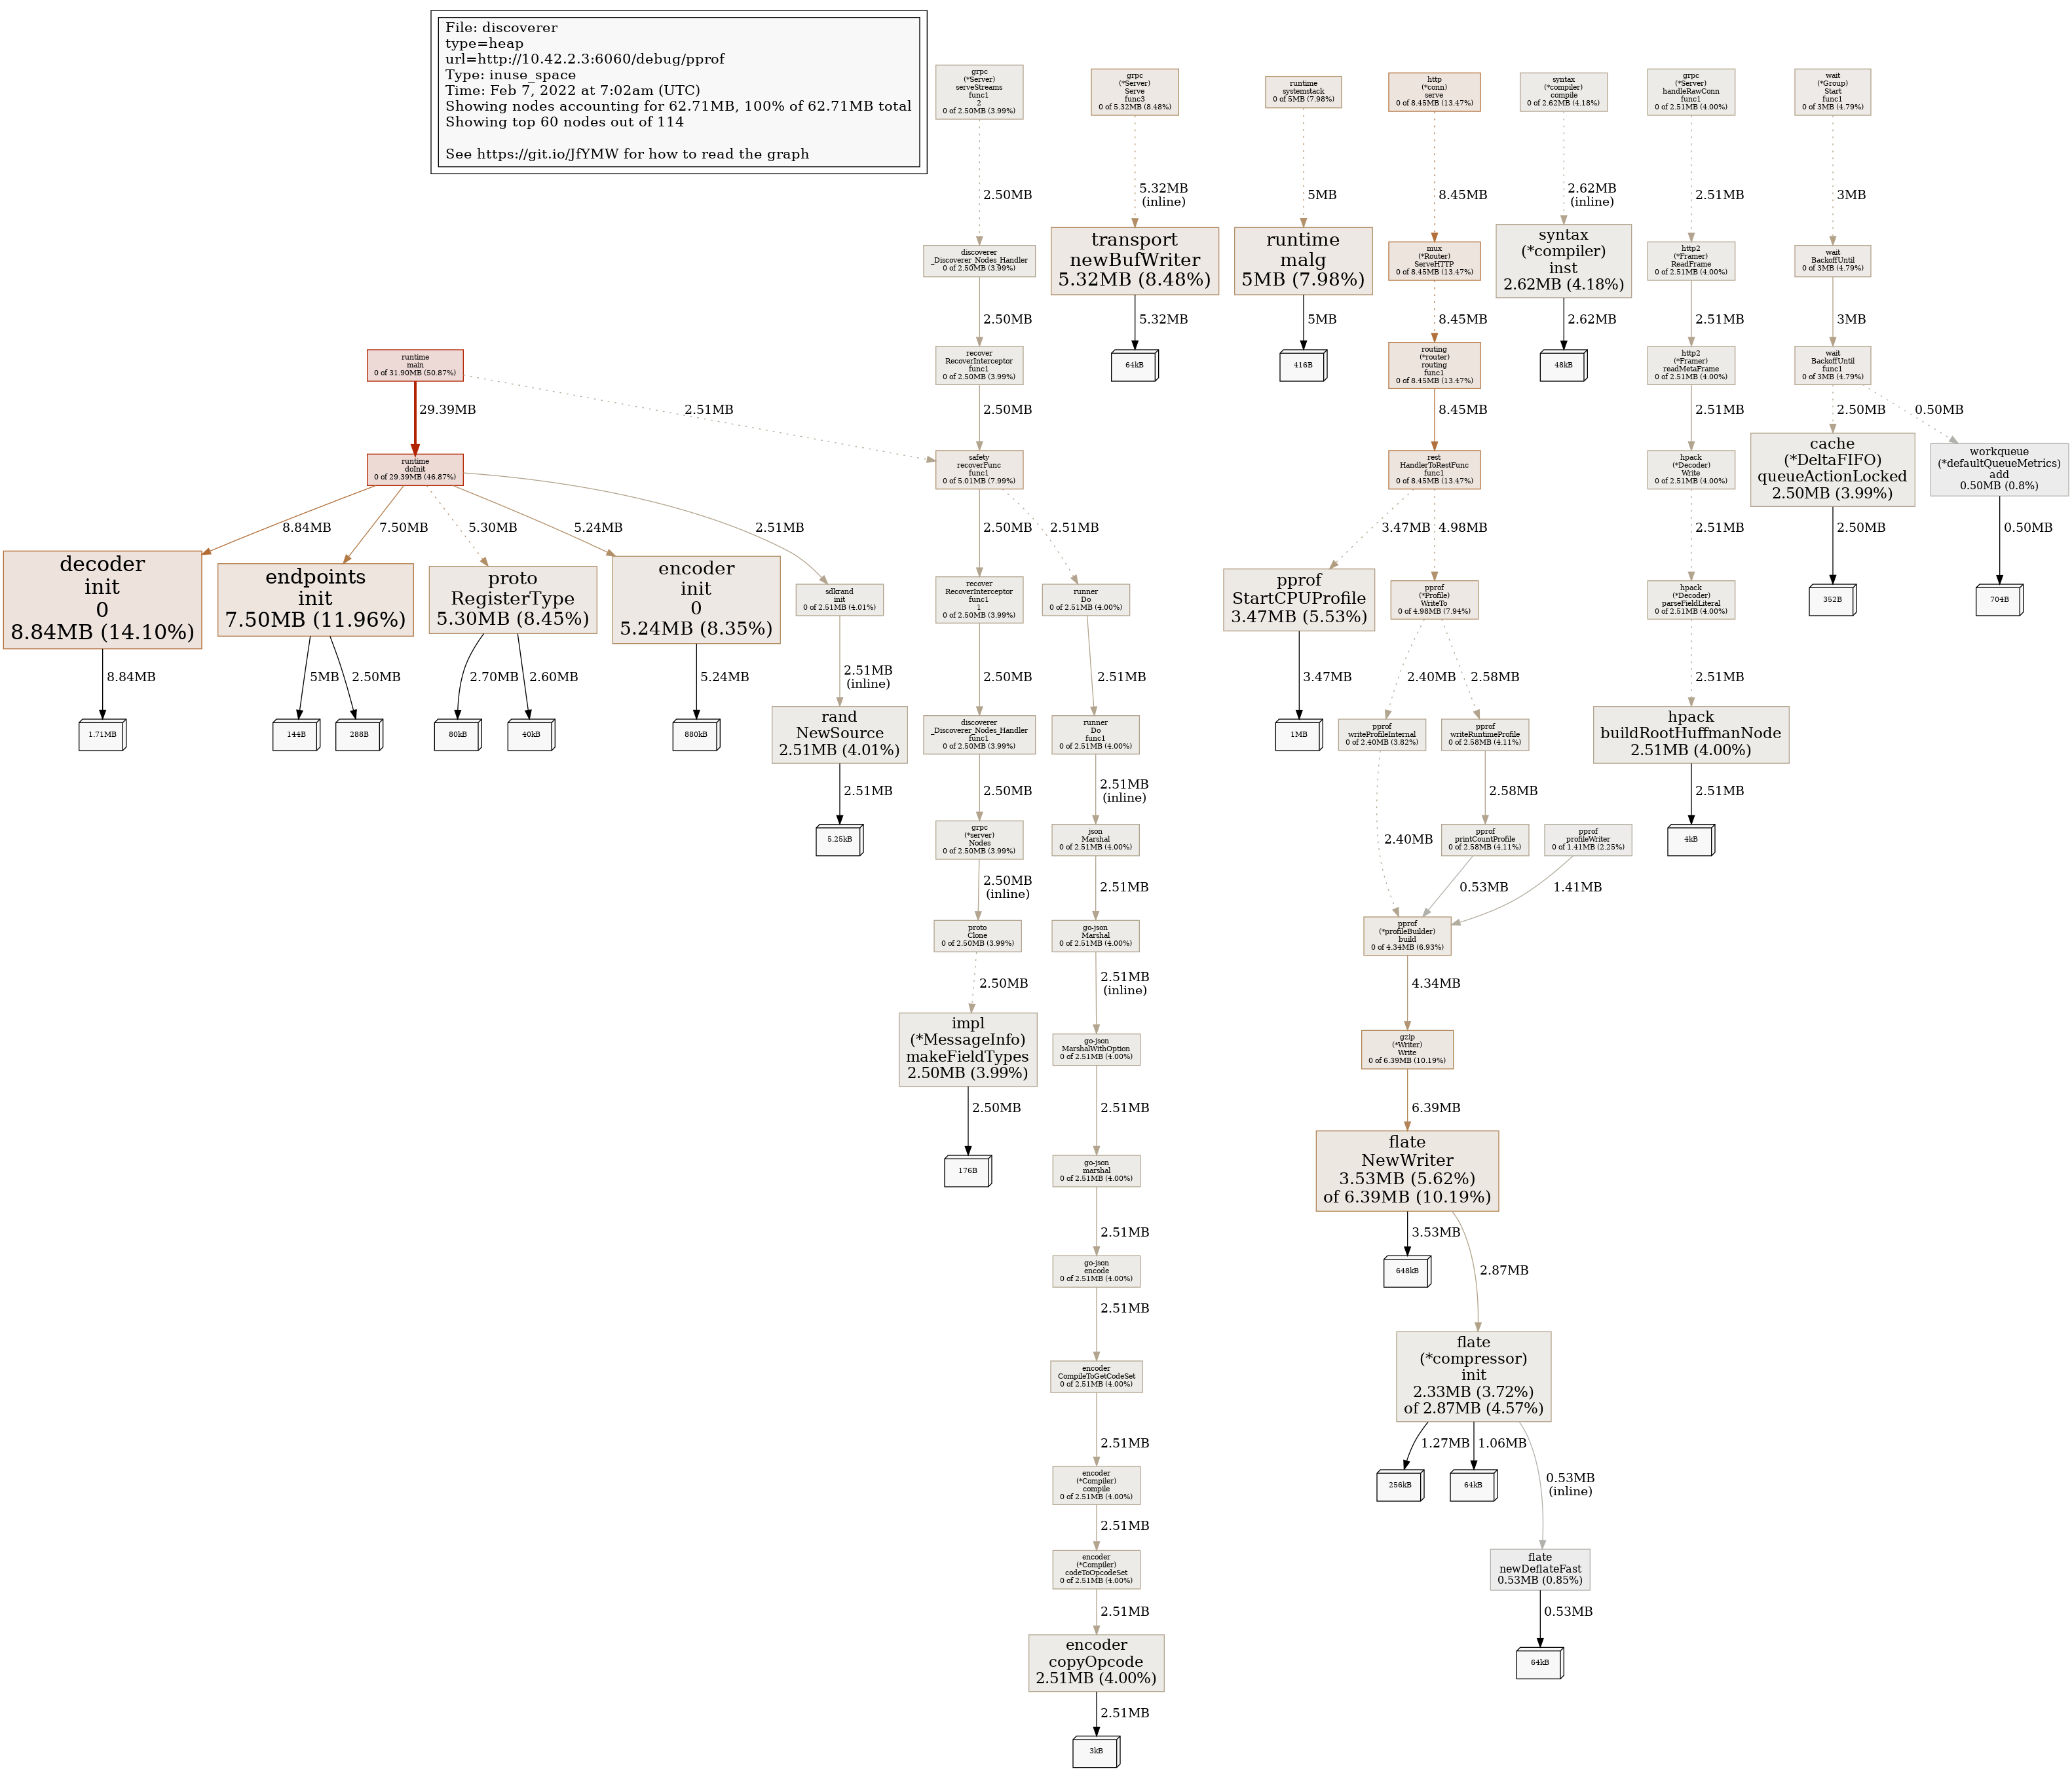 File: discoverer
type=heap
url=http://10.42.2.3:6060/debug/pprof
Type: inuse_space
Time: Feb 7, 2022 at 7:02am (UTC)
Showing nodes accounting for 62.71MB, 100% of 62.71MB total
Showing top 60 nodes out of 114
See https://git.io/JfYMW for how to read the graph
grpc
(*Server)
serveStreams
func1
2
0 of 2.50MB (3.99%)
grpc
(*Server)
Serve
func3
0 of 5.32MB (8.48%)
runtime
systemstack
0 of 5MB (7.98%)
http
(*conn)
serve
0 of 8.45MB (13.47%)
syntax
(*compiler)
compile
0 of 2.62MB (4.18%)
grpc
(*Server)
handleRawConn
func1
0 of 2.51MB (4.00%)
wait
(*Group)
Start
func1
0 of 3MB (4.79%)
2.50MB
5.32MB
(inline)
5MB
8.45MB
2.62MB
(inline)
2.51MB
3MB
discoverer
_Discoverer_Nodes_Handler
0 of 2.50MB (3.99%)
transport
newBufWriter
5.32MB (8.48%)
runtime
malg
5MB (7.98%)
mux
(*Router)
ServeHTTP
0 of 8.45MB (13.47%)
syntax
(*compiler)
inst
2.62MB (4.18%)
http2
(*Framer)
ReadFrame
0 of 2.51MB (4.00%)
wait
BackoffUntil
0 of 3MB (4.79%)
2.50MB
5.32MB
5MB
8.45MB
2.62MB
2.51MB
3MB
runtime
main
0 of 31.90MB (50.87%)
recover
RecoverInterceptor
func1
0 of 2.50MB (3.99%)
64kB
416B
routing
(*router)
routing
func1
0 of 8.45MB (13.47%)
48kB
http2
(*Framer)
readMetaFrame
0 of 2.51MB (4.00%)
wait
BackoffUntil
func1
0 of 3MB (4.79%)
29.39MB
2.51MB
2.50MB
8.45MB
2.51MB
2.50MB
0.50MB
runtime
doInit
0 of 29.39MB (46.87%)
safety
recoverFunc
func1
0 of 5.01MB (7.99%)
rest
HandlerToRestFunc
func1
0 of 8.45MB (13.47%)
hpack
(*Decoder)
Write
0 of 2.51MB (4.00%)
cache
(*DeltaFIFO)
queueActionLocked
2.50MB (3.99%)
workqueue
(*defaultQueueMetrics)
add
0.50MB (0.8%)
8.84MB
7.50MB
5.30MB
5.24MB
2.51MB
2.50MB
2.51MB
3.47MB
4.98MB
2.51MB
2.50MB
0.50MB
decoder
init
0
8.84MB (14.10%)
endpoints
init
7.50MB (11.96%)
proto
RegisterType
5.30MB (8.45%)
encoder
init
0
5.24MB (8.35%)
sdkrand
init
0 of 2.51MB (4.01%)
recover
RecoverInterceptor
func1
1
0 of 2.50MB (3.99%)
runner
Do
0 of 2.51MB (4.00%)
pprof
StartCPUProfile
3.47MB (5.53%)
pprof
(*Profile)
WriteTo
0 of 4.98MB (7.94%)
hpack
(*Decoder)
parseFieldLiteral
0 of 2.51MB (4.00%)
352B
704B
8.84MB
5MB
2.50MB
2.70MB
2.60MB
5.24MB
2.51MB
(inline)
2.50MB
2.51MB
3.47MB
2.40MB
2.58MB
2.51MB
1.71MB
144B
288B
80kB
40kB
880kB
rand
NewSource
2.51MB (4.01%)
discoverer
_Discoverer_Nodes_Handler
func1
0 of 2.50MB (3.99%)
runner
Do
func1
0 of 2.51MB (4.00%)
1MB
pprof
writeProfileInternal
0 of 2.40MB (3.82%)
pprof
writeRuntimeProfile
0 of 2.58MB (4.11%)
hpack
buildRootHuffmanNode
2.51MB (4.00%)
2.51MB
2.50MB
2.51MB
(inline)
2.58MB
2.51MB
5.25kB
grpc
(*server)
Nodes
0 of 2.50MB (3.99%)
json
Marshal
0 of 2.51MB (4.00%)
2.40MB
pprof
printCountProfile
0 of 2.58MB (4.11%)
pprof
profileWriter
0 of 1.41MB (2.25%)
4kB
2.50MB
(inline)
2.51MB
0.53MB
1.41MB
proto
Clone
0 of 2.50MB (3.99%)
go-json
Marshal
0 of 2.51MB (4.00%)
pprof
(*profileBuilder)
build
0 of 4.34MB (6.93%)
2.50MB
2.51MB
(inline)
4.34MB
impl
(*MessageInfo)
makeFieldTypes
2.50MB (3.99%)
go-json
MarshalWithOption
0 of 2.51MB (4.00%)
gzip
(*Writer)
Write
0 of 6.39MB (10.19%)
2.50MB
2.51MB
6.39MB
176B
go-json
marshal
0 of 2.51MB (4.00%)
flate
NewWriter
3.53MB (5.62%)
of 6.39MB (10.19%)
2.51MB
3.53MB
2.87MB
go-json
encode
0 of 2.51MB (4.00%)
648kB
2.51MB
encoder
CompileToGetCodeSet
0 of 2.51MB (4.00%)
flate
(*compressor)
init
2.33MB (3.72%)
of 2.87MB (4.57%)
2.51MB
1.27MB
1.06MB
0.53MB
(inline)
encoder
(*Compiler)
compile
0 of 2.51MB (4.00%)
256kB
64kB
2.51MB
encoder
(*Compiler)
codeToOpcodeSet
0 of 2.51MB (4.00%)
flate
newDeflateFast
0.53MB (0.85%)
2.51MB
0.53MB
encoder
copyOpcode
2.51MB (4.00%)
64kB
2.51MB
3kB